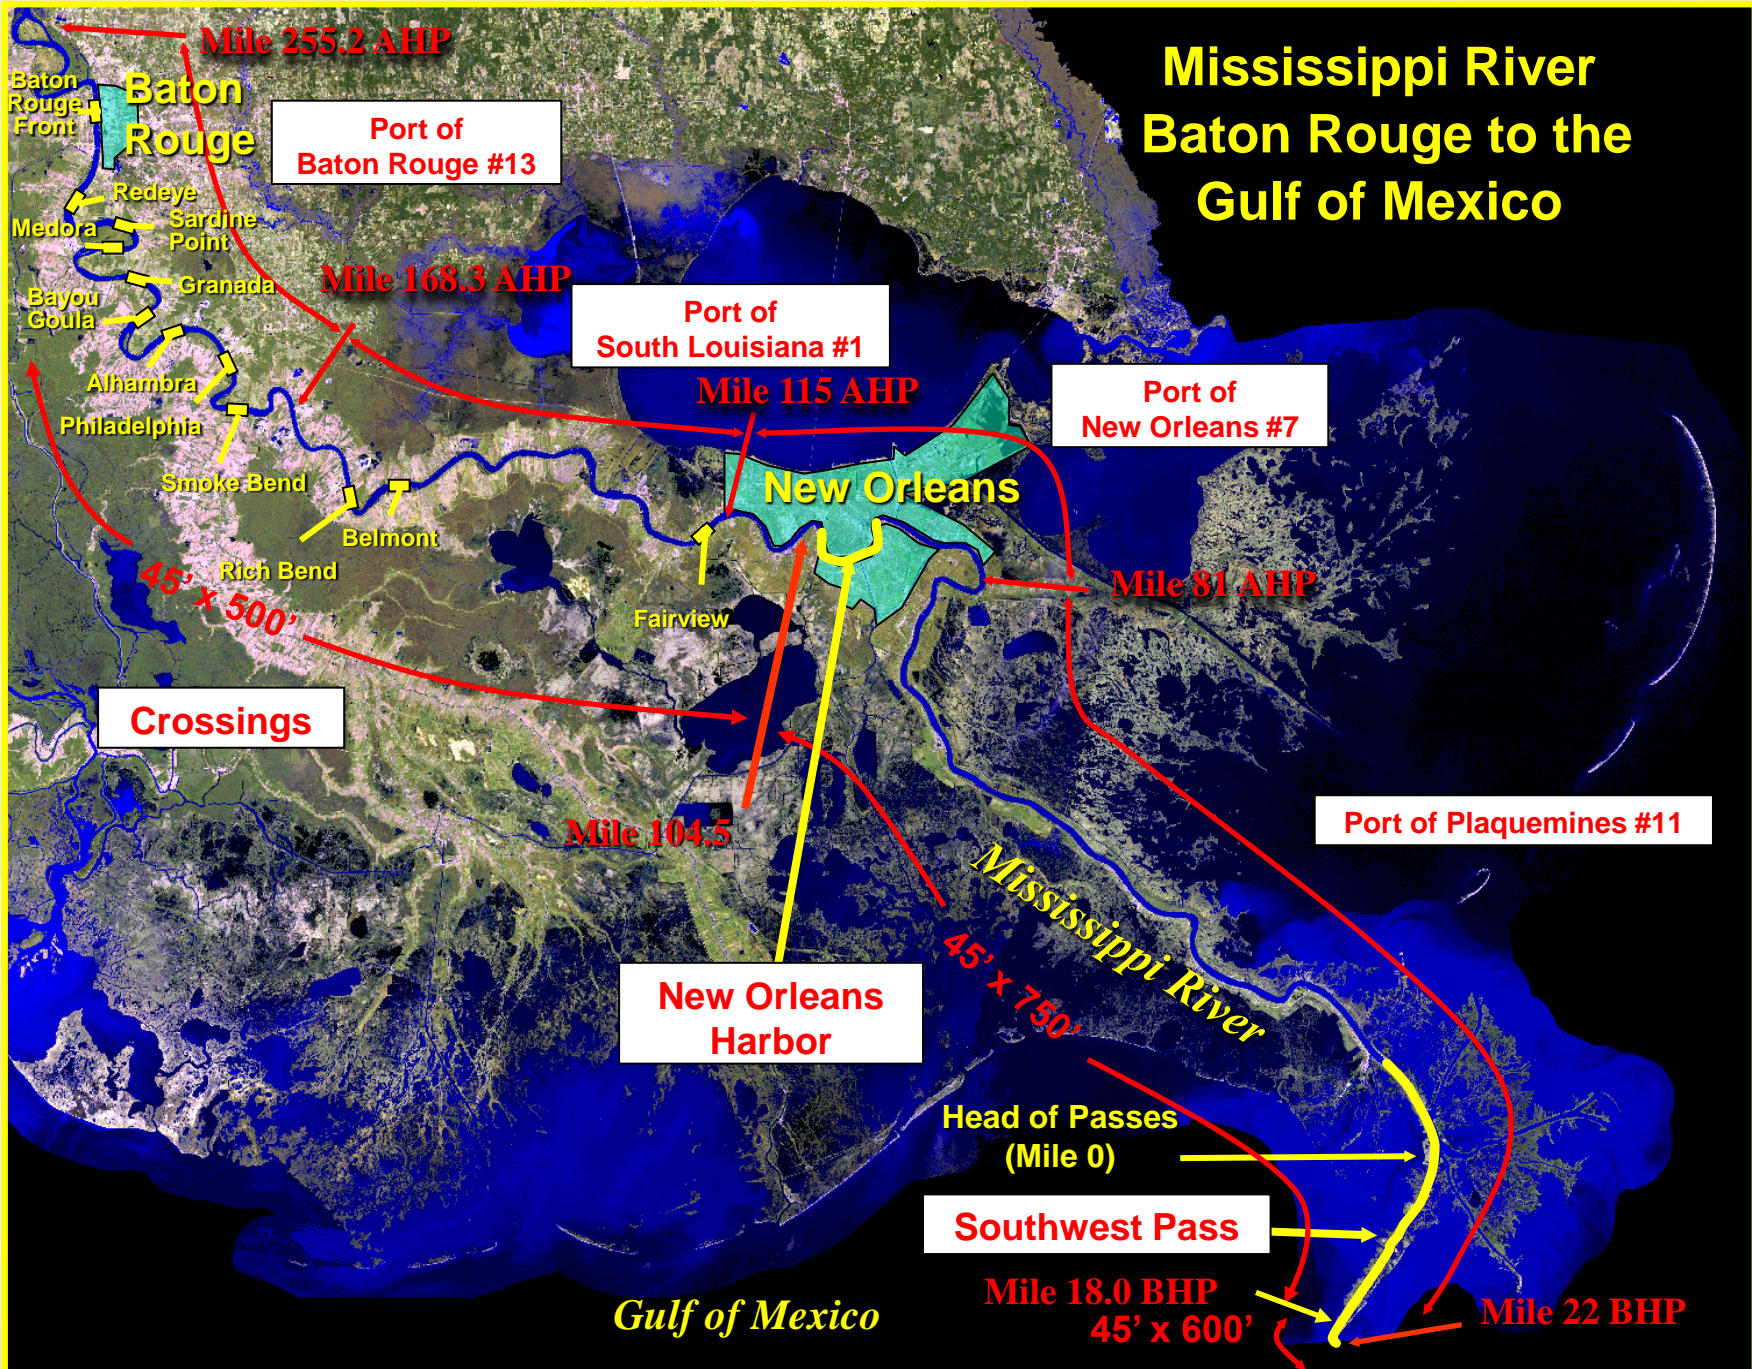 Mississippi River
Baton Rouge to the
Gulf of Mexico
Mile 255.2 AHP
Baton
Rouge
Front
Baton
Rouge
Port of
Baton Rouge #13
Redeye
Sardine
Point
Medora
Granada
Bayou
Goula
Mile 168.3 AHP
Port of
South Louisiana #1
Mile 115 AHP
Port of
New Orleans #7
Alhambra
Philadelphia
Smoke Bend
Belmont
Rich Bend
New Orleans
Fairview
Mile 81 AHP
45’ x 500’
Crossings
Mile 104.5
Port of Plaquemines #11
Mississippi River
45’ x 750’
New Orleans
Harbor
Head of Passes
(Mile 0)
Southwest Pass
Mile 18.0 BHP
45’ x 600’
Mile 22 BHP
Gulf of Mexico